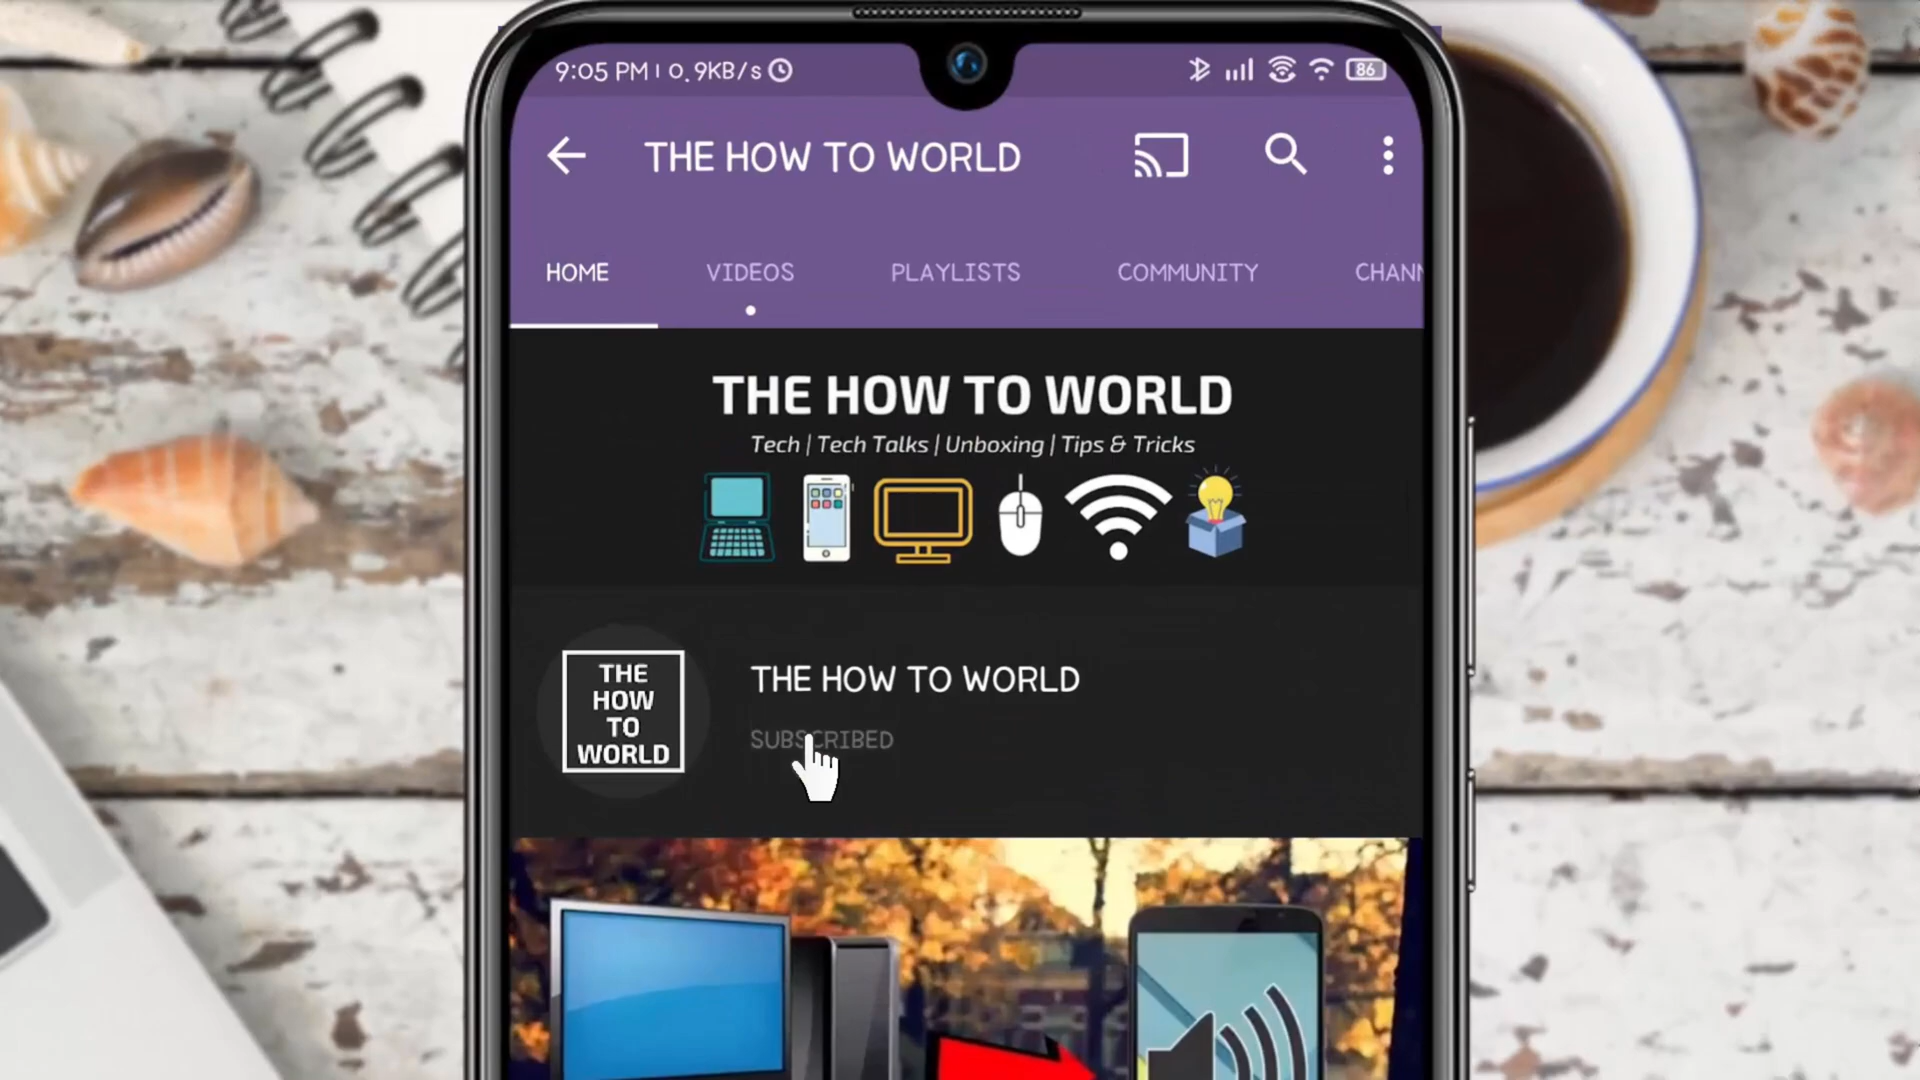 9:05 PM | 0.9KB/s
86
THE HOW TO WORLD
HOME VIDEOS PLAYLISTS COMMUNITY CHANN
THE HOW TO WORLD
Tech | Tech Talks | Unboxing | Tips & Tricks
THE
HOW
TO
WORLD
THE HOW TO WORLD
SUBSCRIBED